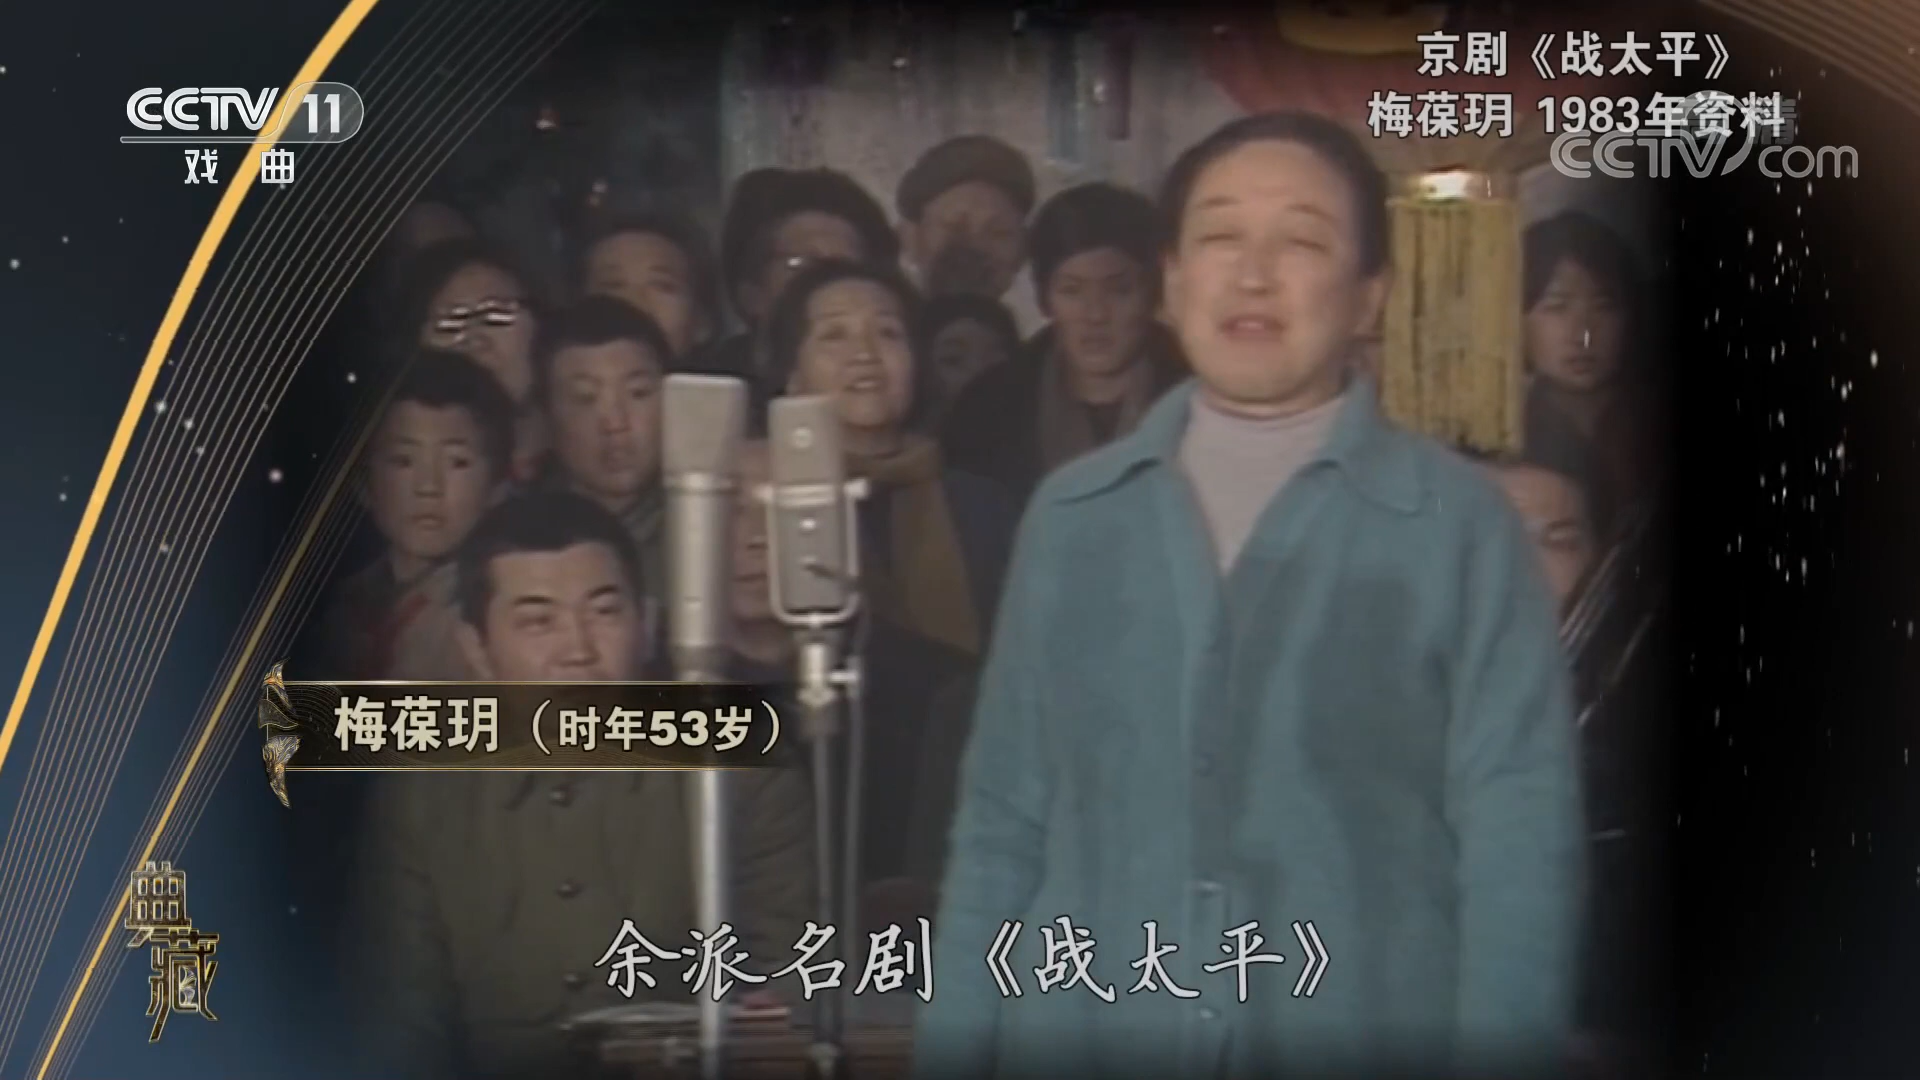 京剧《战太平》
梅葆玥 1983年资料
CCTV 11
戏曲
CCTV com
梅葆玥（时年53岁）
典藏
余派名剧《战太平》